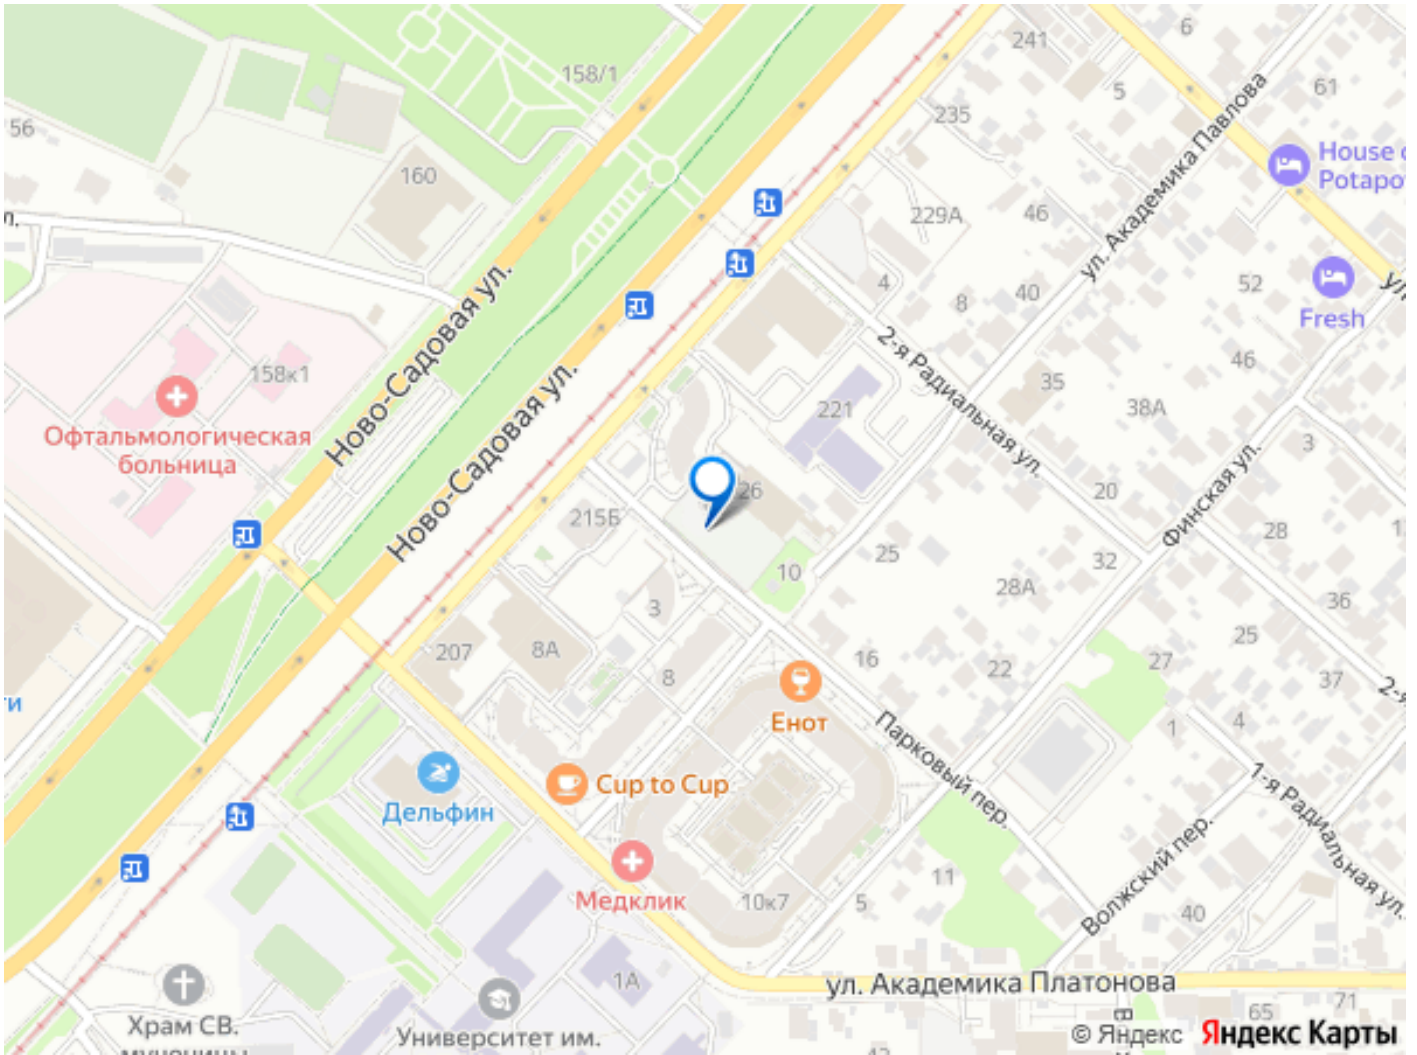 241
6
158/1
5
61
ул. Академика Павлова
235
56
House
Potapo
160
л.
229А
46
4
8
40
52
Fresh
ул.
Ново-Садовая ул.
2-я Радиальная ул.
46
158к1
35
221
38А
Офтальмологическая
больница
Ново-Садовая ул.
3
Финская ул.
26
20
215Б
28
25
32
10
28А
36
3
25
207
8А
16
27
22
8
37
2-я
ти
Енот
1
4
Парковый пер.
1-я Радиальная ул.
Cup to Cup
Дельфин
Волжский пер.
Медклик
11
10к7
5
40
1А
ул. Академика Платонова
Храм СВ.
мученицы
Университет им.
65
71
© Яндекс Яндекс Карты